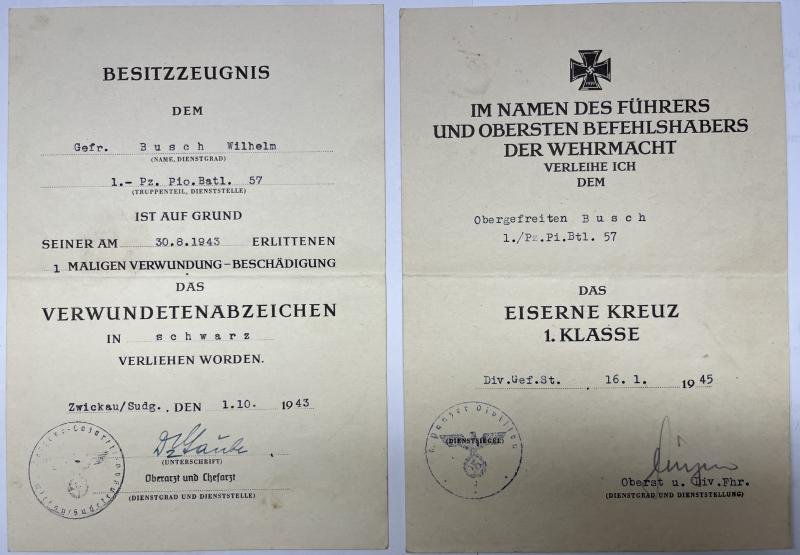 BESITZZEUGNIS
DEM
Gefr. Busch Wilhelm
(NAME, DIENSTGRAD)
1.- Pz. Pio.Batl. 57
(TRUPPENTEIL, DIENSTSTELLE)
IST AUF GRUND
SEINER AM 30.8.1943 ERLITTENEN
1 MALIGEN VERWUNDUNG-BESCHÄDIGUNG
DAS
VERWUNDETENABZEICHEN
IN schwarz
VERLIEHEN WORDEN.
Zwickau/Sudg. , DEN 1.10. 1943
(UNTERSCHRIFT)
Oberarzt und Chefarzt
(DIENSTGRAD UND DIENSTSTELLE)
IM NAMEN DES FÜHRERS
UND OBERSTEN BEFEHLSHABERS
DER WEHRMACHT
VERLEIHE ICH
DEM
Obergefreiten Busch
1./Pz.Pi.Btl. 57
DAS
EISERNE KREUZ
1. KLASSE
Div.Gef.St. , 16. 1. 1945
Panzer Division
(DIENSTSIEGEL)
Oberst u. Div.Fhr.
(DIENSTGRAD UND DIENSTSTELLUNG)